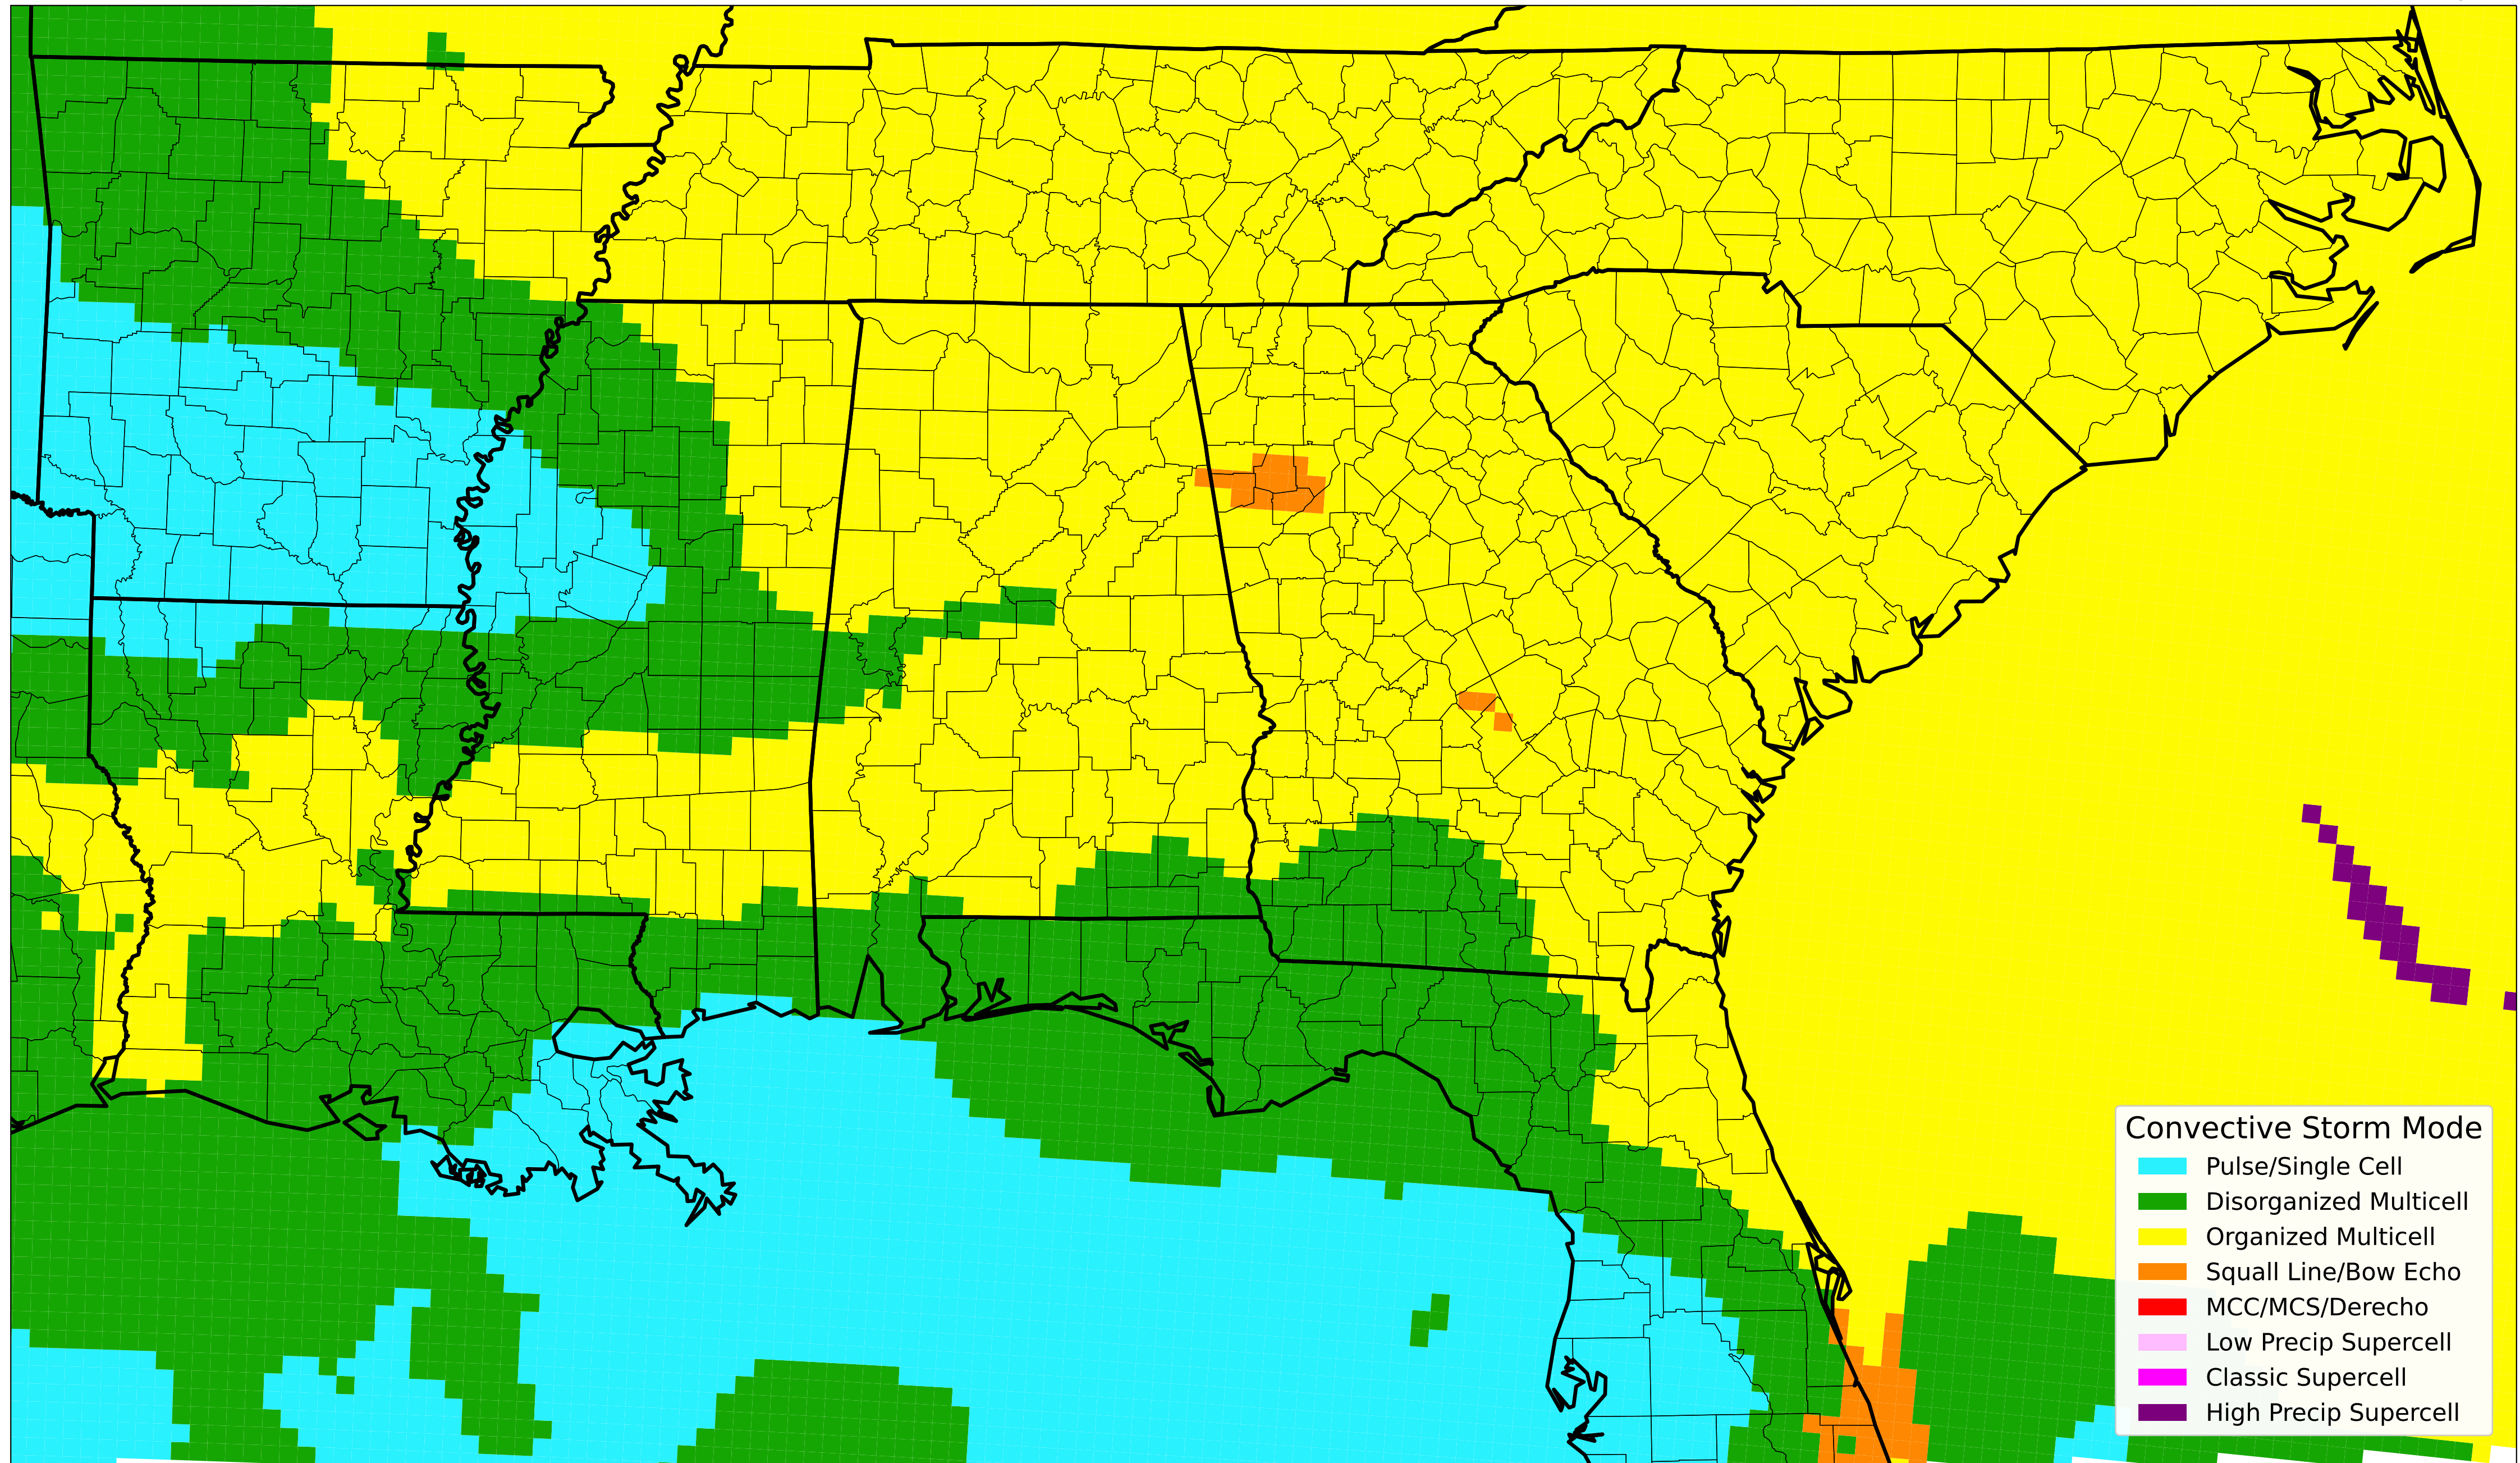 Convective Storm Mode
Pulse/Single Cell
Disorganized Multicell
Organized Multicell
Squall Line/Bow Echo
MCC/MCS/Derecho
Low Precip Supercell
Classic Supercell
High Precip Supercell